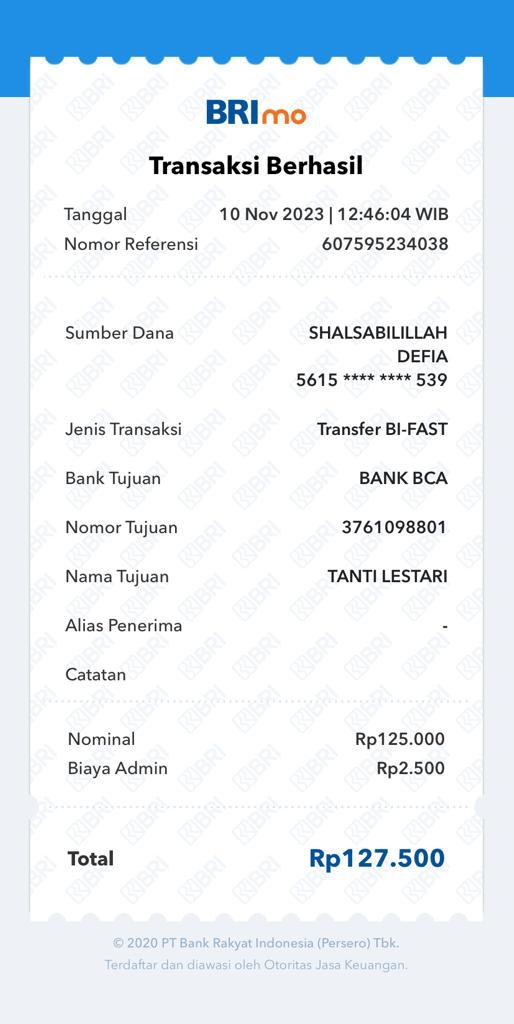 BRImo
Transaksi Berhasil
Tanggal 10 Nov 2023 | 12:46:04 WIB
Nomor Referensi 607595234038
Sumber Dana SHALSABILILLAH
DEFIA
5615 **** **** 539
Jenis Transaksi Transfer BI-FAST
Bank Tujuan BANK BCA
Nomor Tujuan 3761098801
Nama Tujuan TANTI LESTARI
Alias Penerima -
Catatan
Nominal Rp125.000
Biaya Admin Rp2.500
Total Rp127.500
© 2020 PT Bank Rakyat Indonesia (Persero) Tbk.
Terdaftar dan diawasi oleh Otoritas Jasa Keuangan.